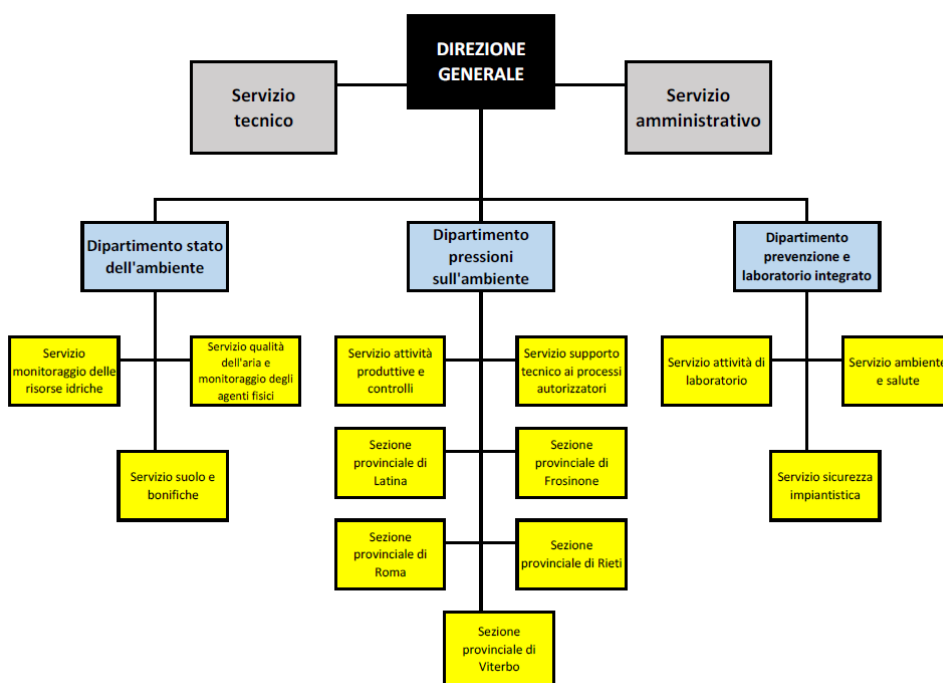 DIREZIONE
GENERALE
Servizio
tecnico
Servizio
amministrativo
Dipartimento stato
dell'ambiente
Dipartimento
pressioni
sull'ambiente
Dipartimento
prevenzione e
laboratorio integrato
Servizio
monitoraggio delle
risorse idriche
Servizio qualità
dell'aria e
monitoraggio degli
agenti fisici
Servizio attività
produttive e
controlli
Servizio supporto
tecnico ai processi
autorizzatori
Servizio attività di
laboratorio
Servizio ambiente
e salute
Servizio suolo e
bonifiche
Sezione
provinciale di
Latina
Sezione
provinciale di
Frosinone
Servizio sicurezza
impiantistica
Sezione
provinciale di
Roma
Sezione
provinciale di Rieti
Sezione
provinciale di
Viterbo